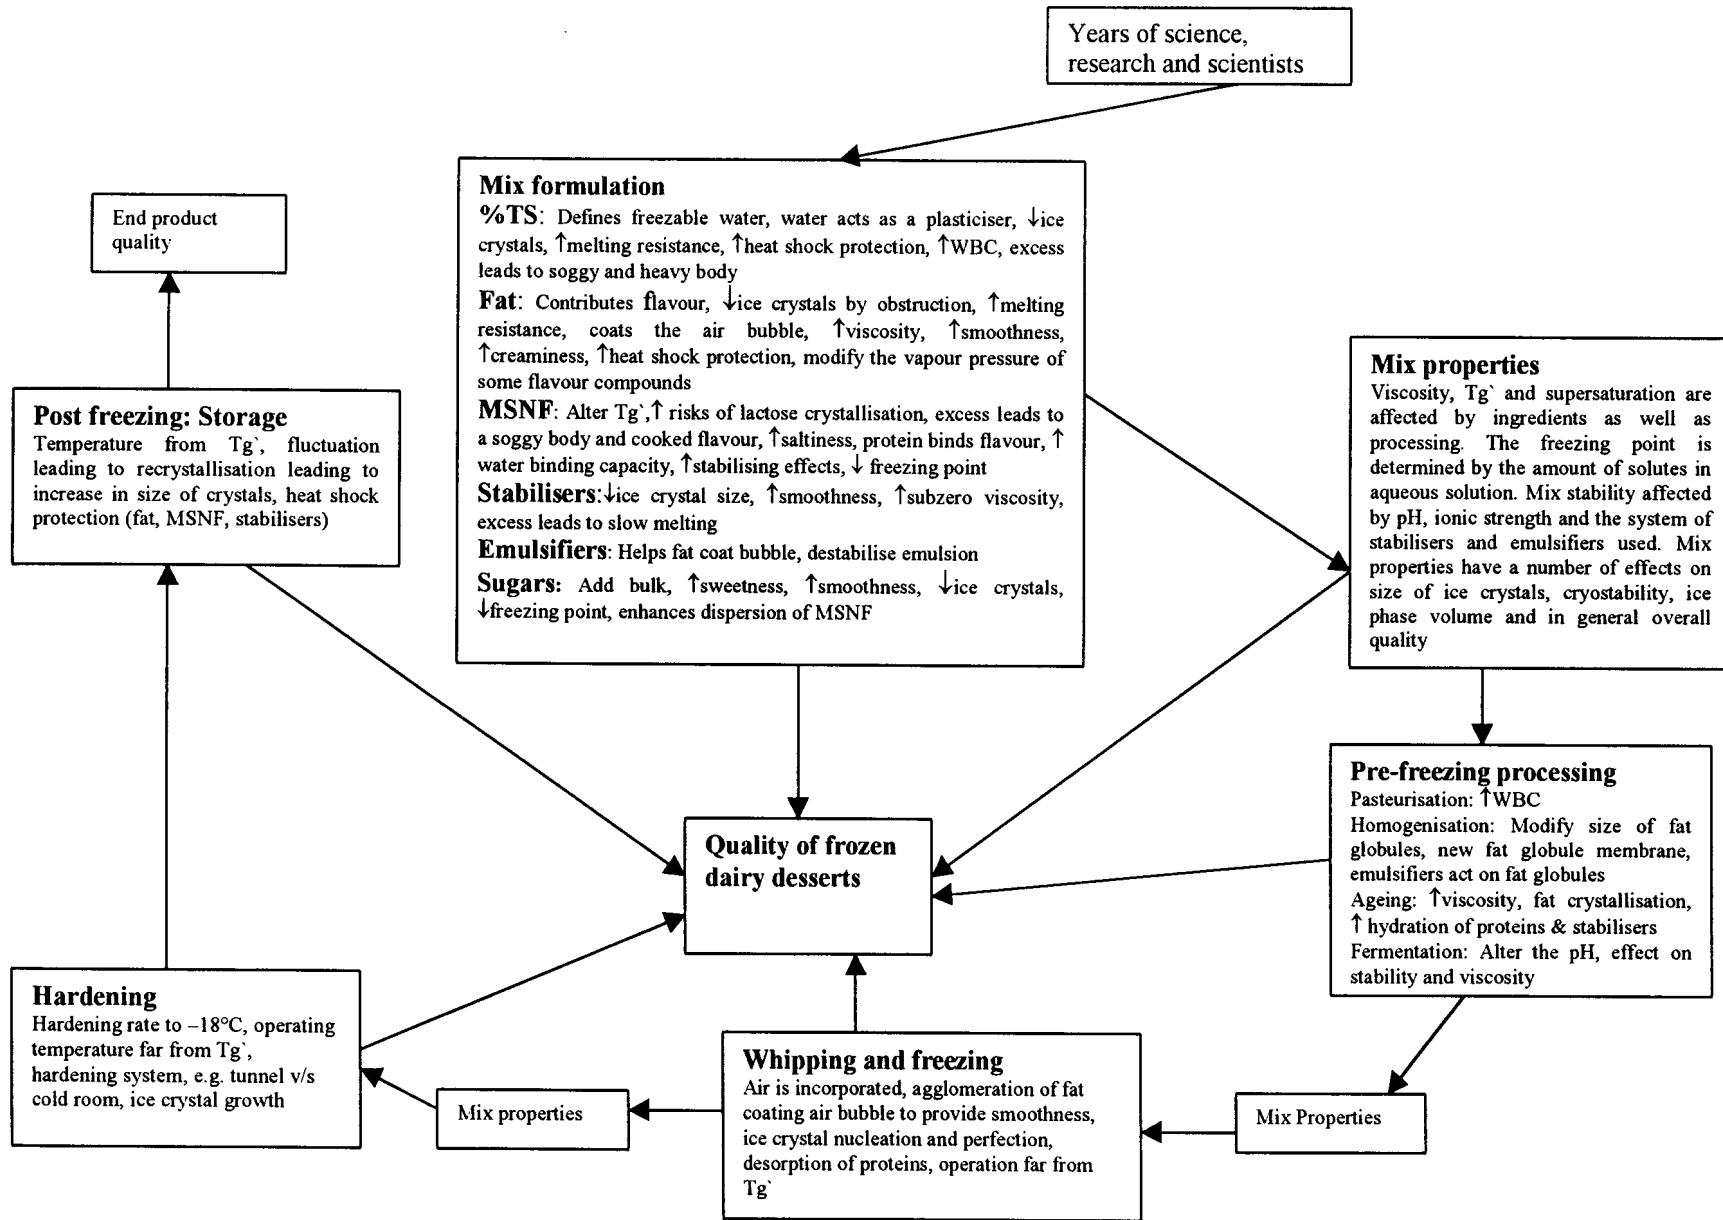 Years of science,
research and scientists
End product
quality
Mix formulation
%TS: Defines freezable water, water acts as a plasticiser, ↓ice
crystals, ↑melting resistance, ↑heat shock protection, ↑WBC, excess
leads to soggy and heavy body
Fat: Contributes flavour, ↓ice crystals by obstruction, ↑melting
resistance, coats the air bubble, ↑viscosity, ↑smoothness,
↑creaminess, ↑heat shock protection, modify the vapour pressure of
some flavour compounds
MSNF: Alter Tg`,↑ risks of lactose crystallisation, excess leads to
a soggy body and cooked flavour, ↑saltiness, protein binds flavour, ↑
water binding capacity, ↑stabilising effects, ↓ freezing point
Stabilisers:↓ice crystal size, ↑smoothness, ↑subzero viscosity,
excess leads to slow melting
Emulsifiers: Helps fat coat bubble, destabilise emulsion
Sugars: Add bulk, ↑sweetness, ↑smoothness, ↓ice crystals,
↓freezing point, enhances dispersion of MSNF
Mix properties
Viscosity, Tg` and supersaturation are
affected by ingredients as well as
processing. The freezing point is
determined by the amount of solutes in
aqueous solution. Mix stability affected
by pH, ionic strength and the system of
stabilisers and emulsifiers used. Mix
properties have a number of effects on
size of ice crystals, cryostability, ice
phase volume and in general overall
quality
Post freezing: Storage
Temperature from Tg`, fluctuation
leading to recrystallisation leading to
increase in size of crystals, heat shock
protection (fat, MSNF, stabilisers)
Pre-freezing processing
Pasteurisation: ↑WBC
Homogenisation: Modify size of fat
globules, new fat globule membrane,
emulsifiers act on fat globules
Ageing: ↑viscosity, fat crystallisation,
↑ hydration of proteins & stabilisers
Fermentation: Alter the pH, effect on
stability and viscosity
Quality of frozen
dairy desserts
Hardening
Hardening rate to –18°C, operating
temperature far from Tg`,
hardening system, e.g. tunnel v/s
cold room, ice crystal growth
Mix properties
Whipping and freezing
Air is incorporated, agglomeration of fat
coating air bubble to provide smoothness,
ice crystal nucleation and perfection,
desorption of proteins, operation far from
Tg`
Mix Properties